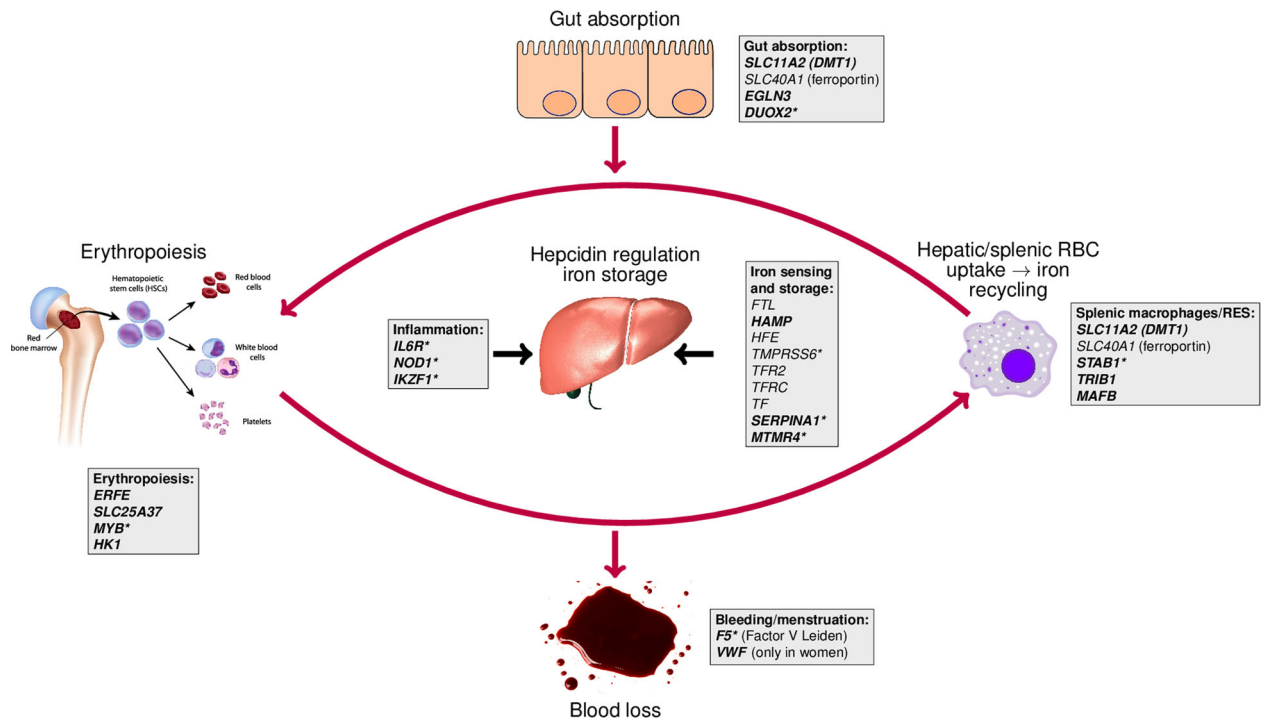 Gut absorption
Gut absorption:
SLC11A2 (DMT1)
SLC40A1 (ferroportin)
EGLN3
DUOX2*
Erythropoiesis
Hematopoietic
stem cells (HSCs)
Red blood
cells
Red
bone marrow
White blood
cells
Platelets
Erythropoiesis:
ERFE
SLC25A37
MYB*
HK1
Hepcidin regulation
iron storage
Inflammation:
IL6R*
NOD1*
IKZF1*
Iron sensing
and storage:
FTL
HAMP
HFE
TMPRSS6*
TFR2
TFRC
TF
SERPINA1*
MTMR4*
Hepatic/splenic RBC
uptake → iron
recycling
Splenic macrophages/RES:
SLC11A2 (DMT1)
SLC40A1 (ferroportin)
STAB1*
TRIB1
MAFB
Bleeding/menstruation:
F5* (Factor V Leiden)
VWF (only in women)
Blood loss